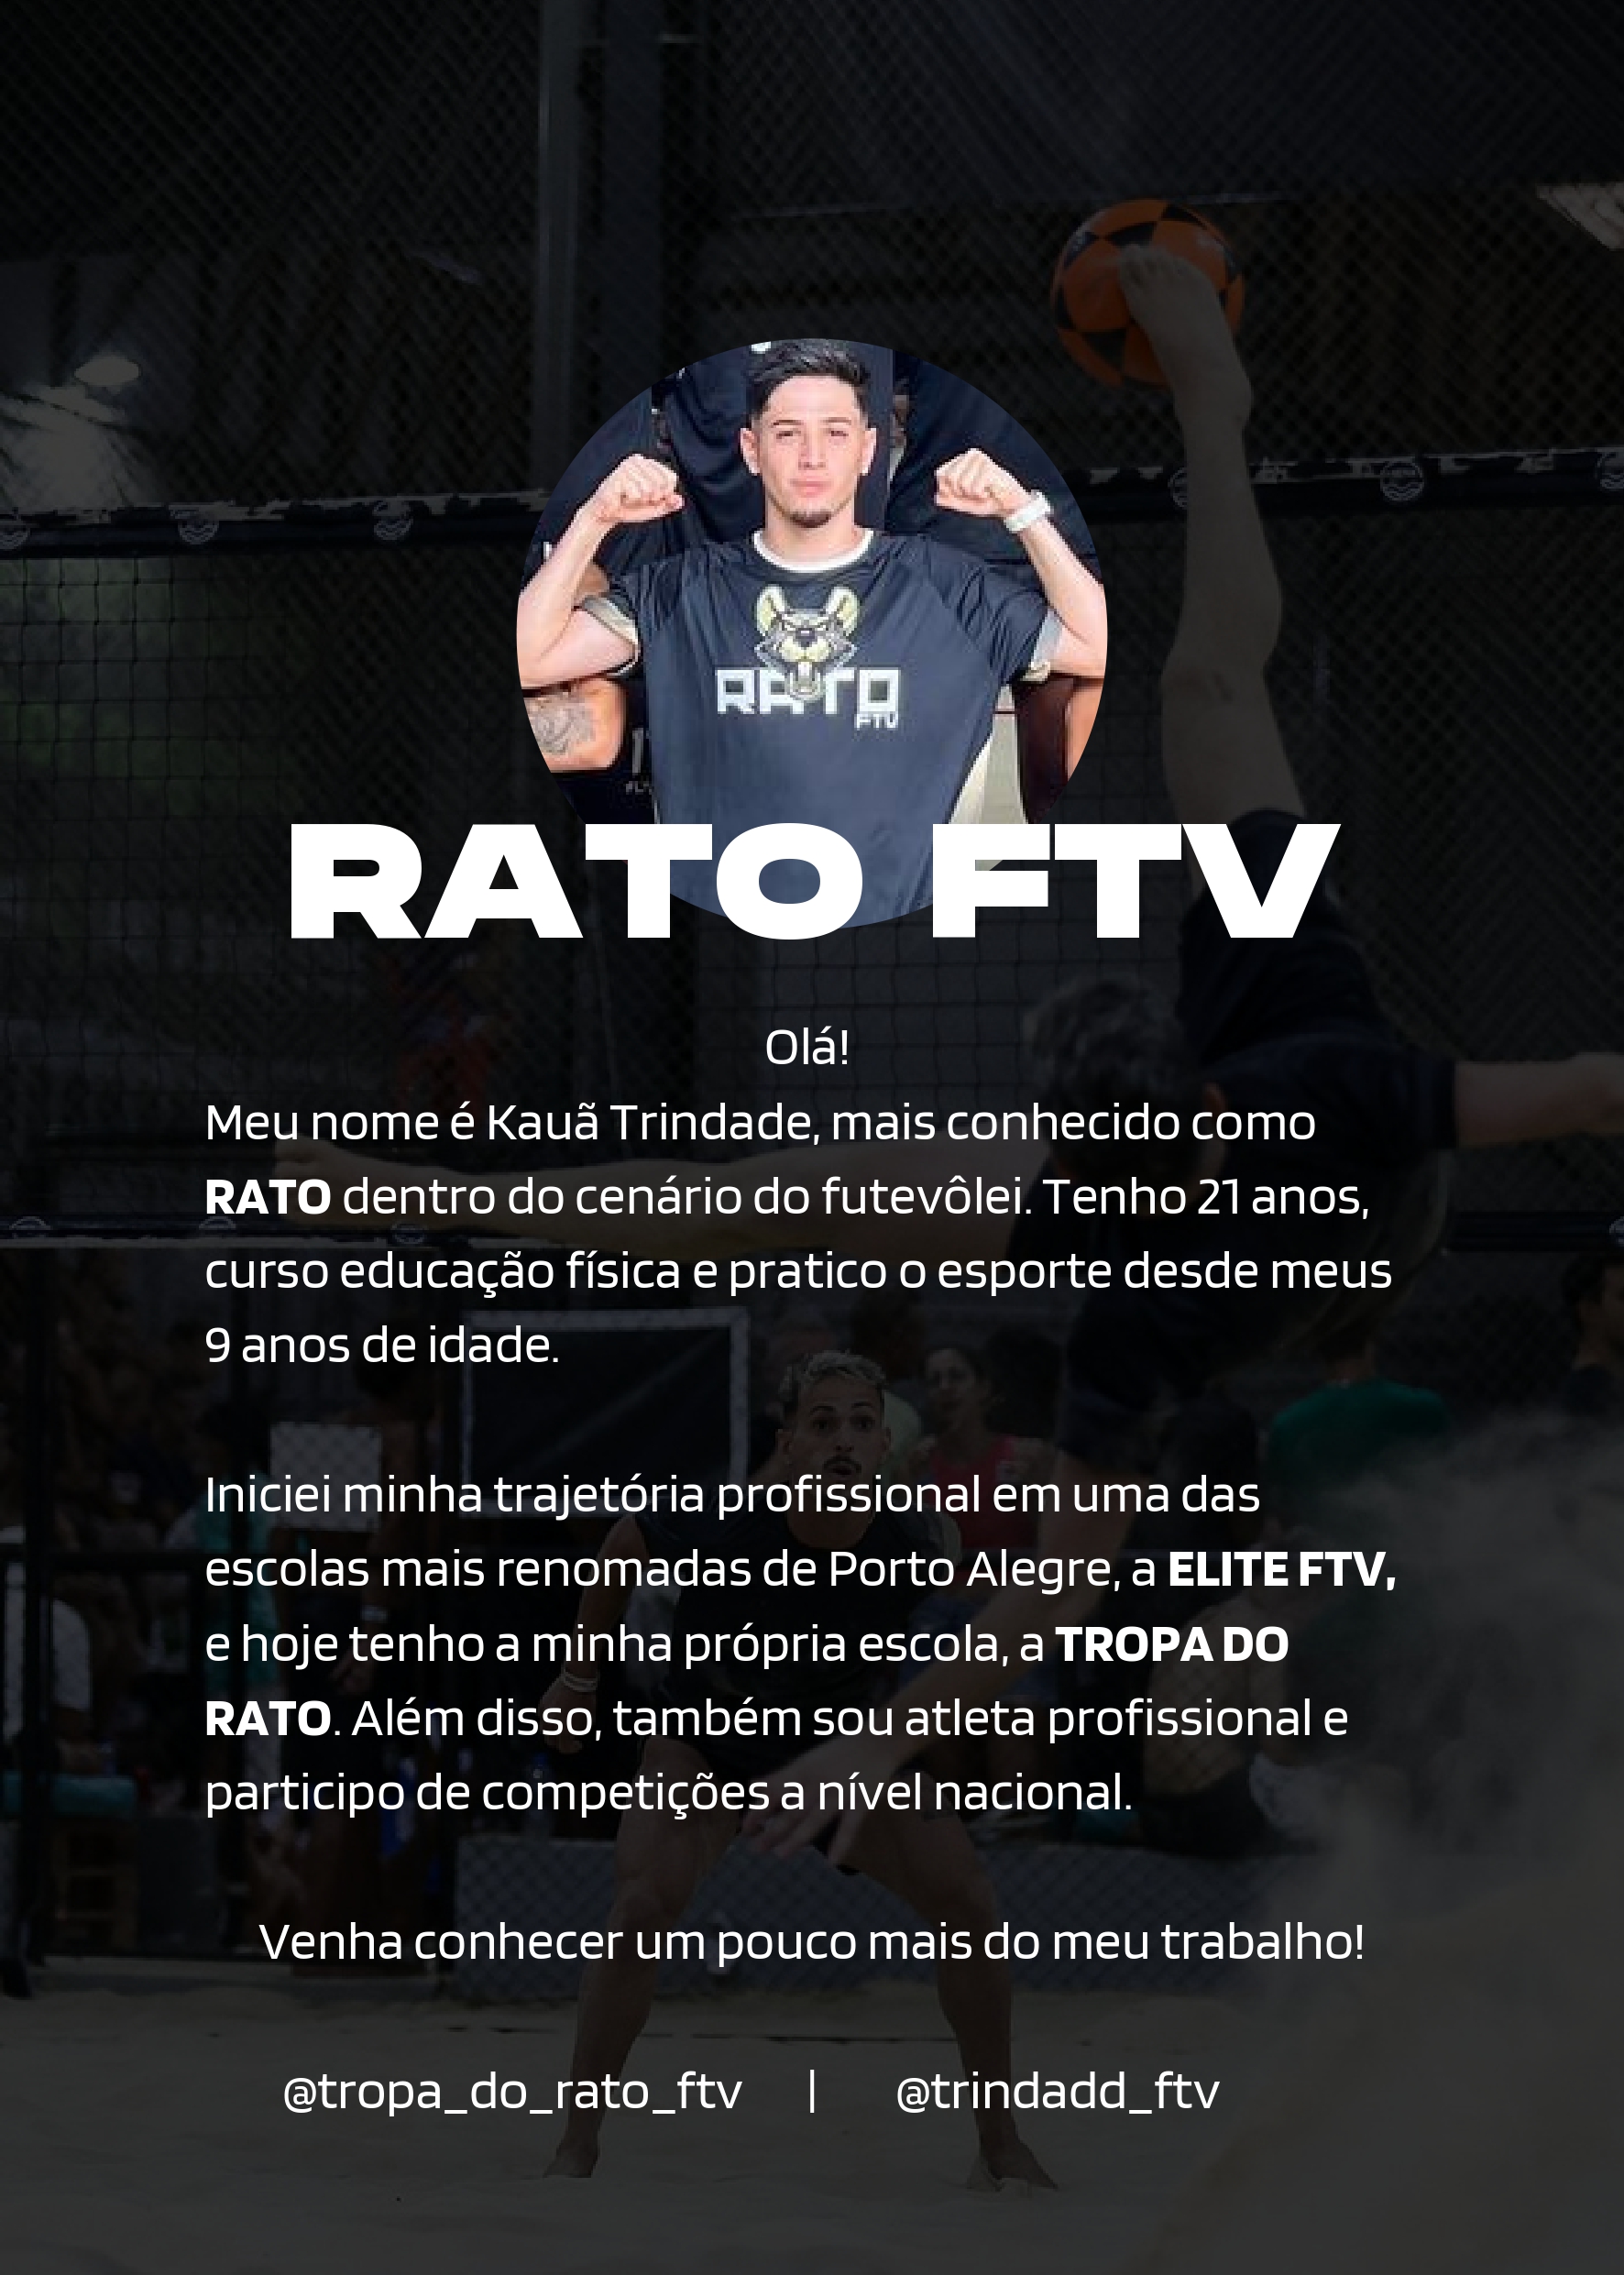 RATO
FTV
RATO FTV
Olá!
Meu nome é Kauã Trindade, mais conhecido como
RATO dentro do cenário do futevôlei. Tenho 21 anos,
curso educação física e pratico o esporte desde meus
9 anos de idade.
Iniciei minha trajetória profissional em uma das
escolas mais renomadas de Porto Alegre, a ELITE FTV,
e hoje tenho a minha própria escola, a TROPA DO
RATO. Além disso, também sou atleta profissional e
participo de competições a nível nacional.
Venha conhecer um pouco mais do meu trabalho!
@tropa_do_rato_ftv | @trindadd_ftv